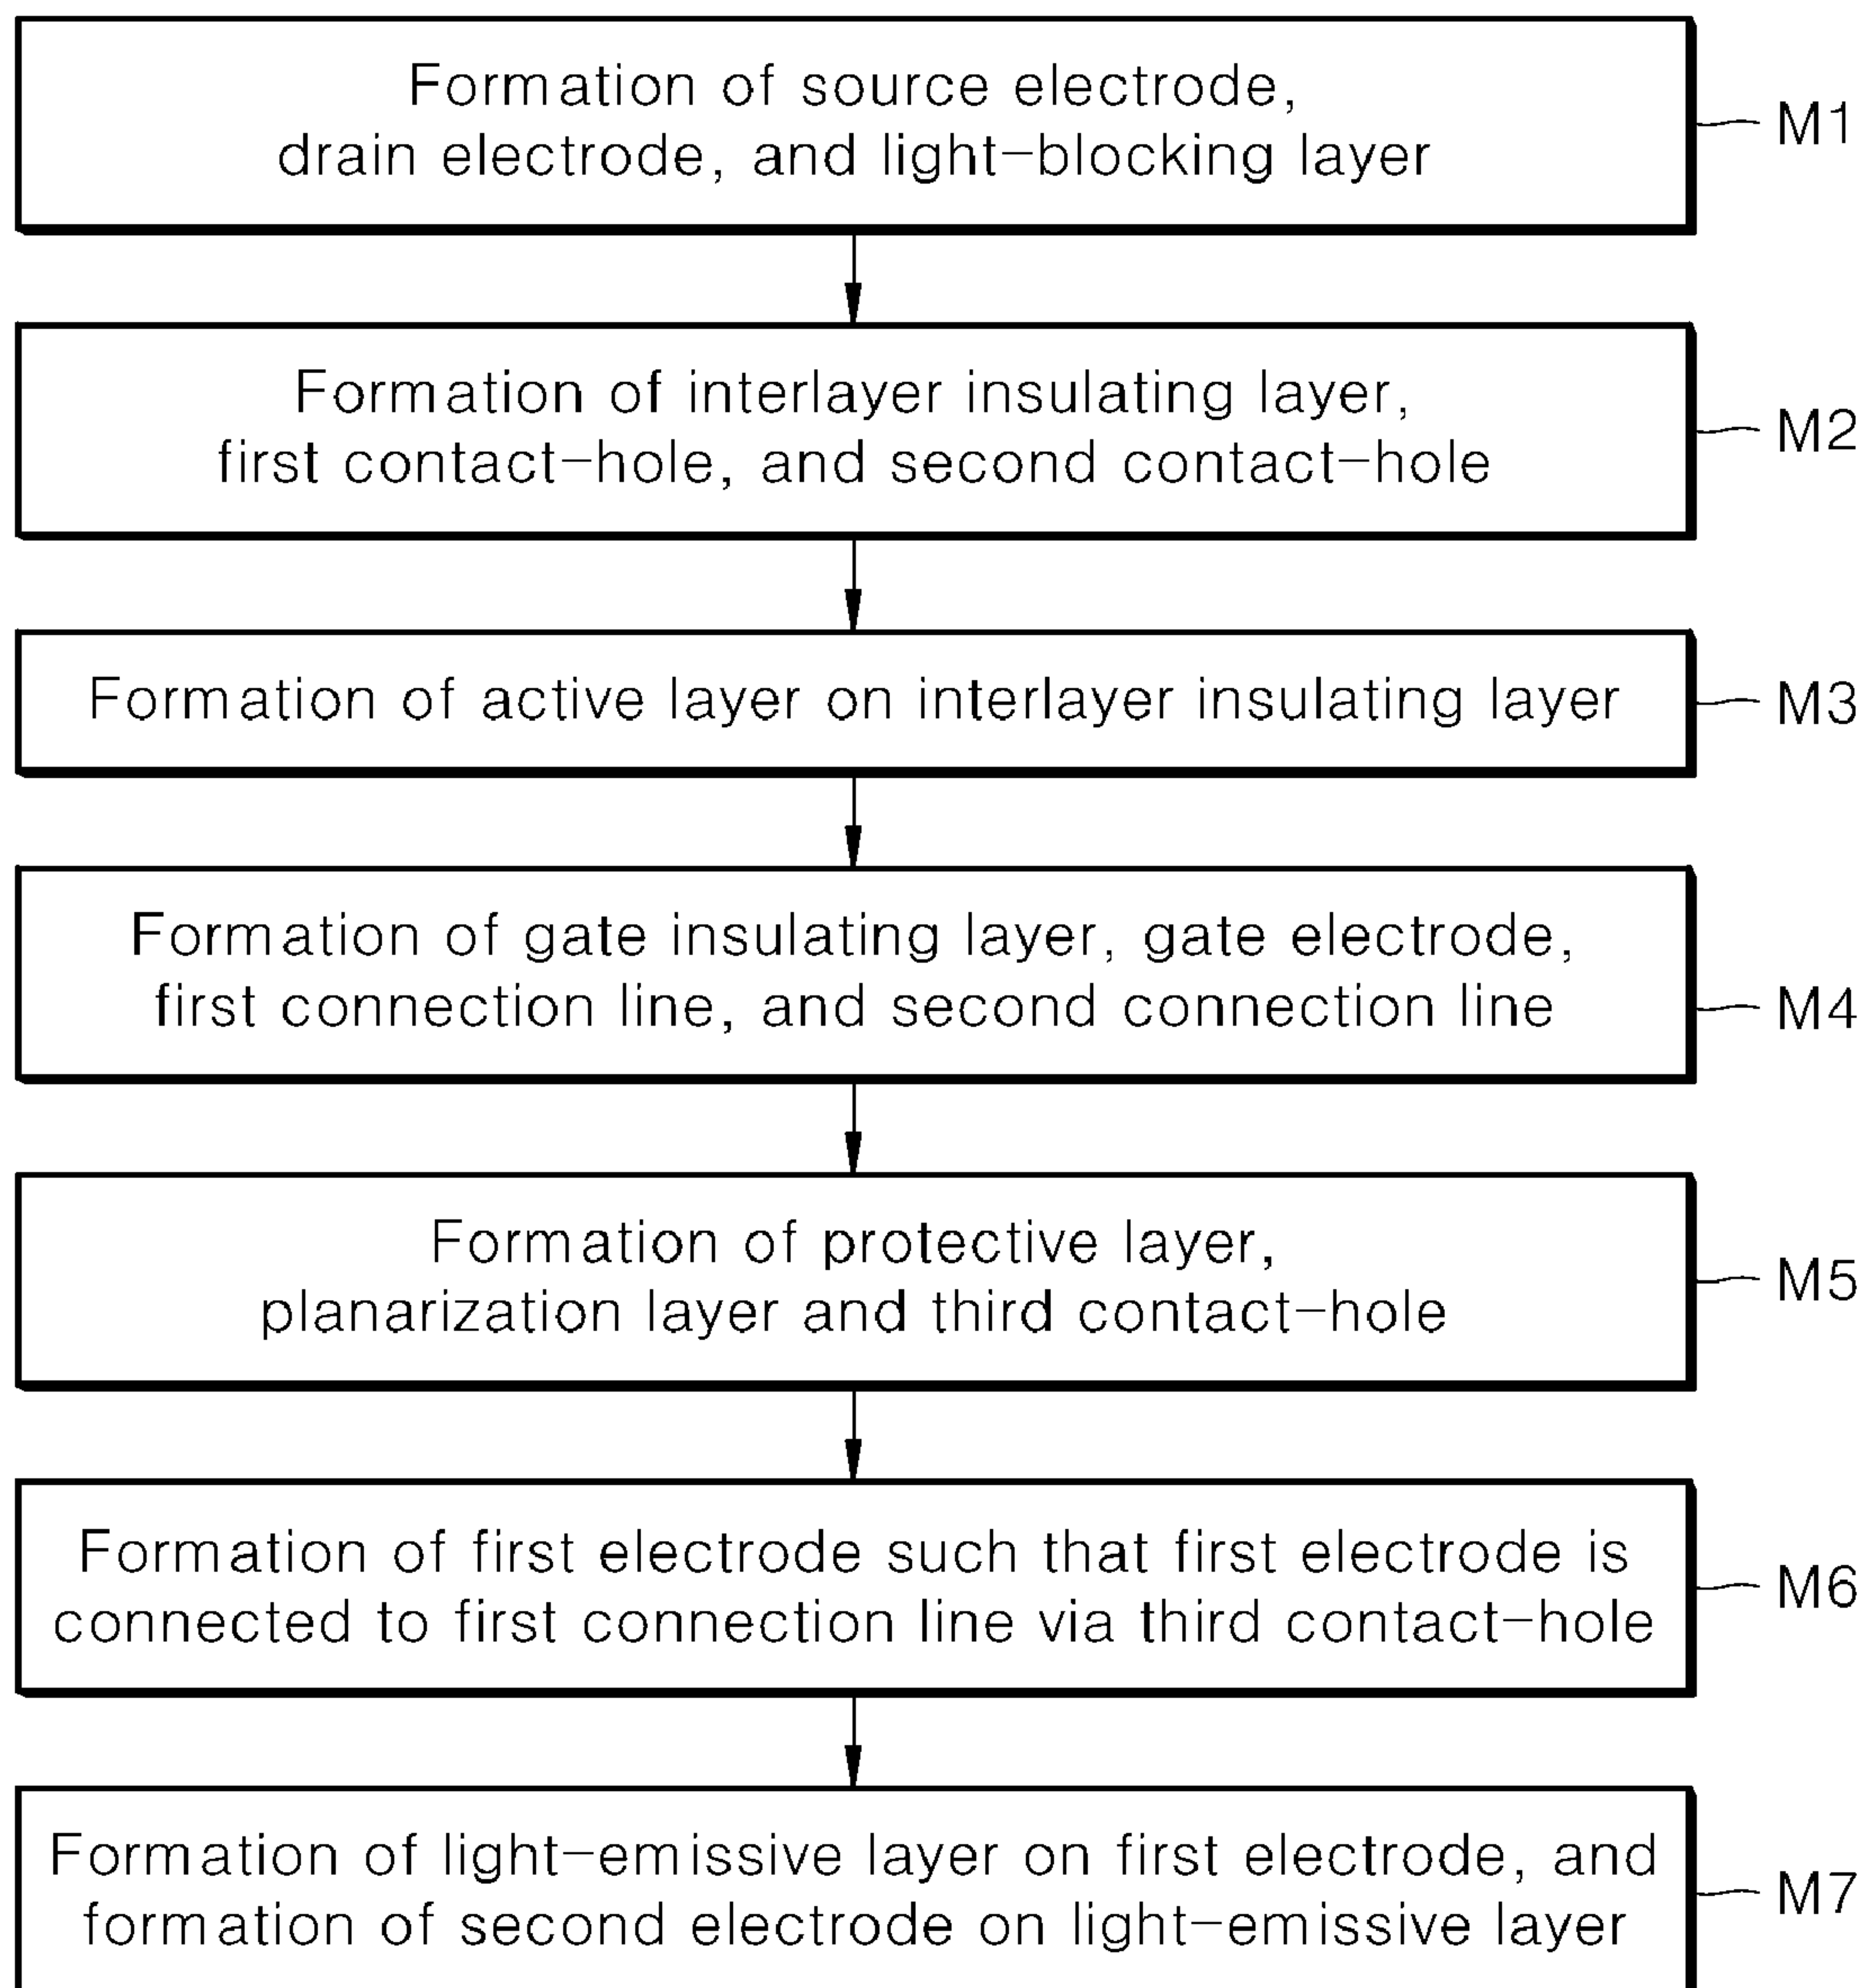 Formation of source electrode,
drain electrode, and light-blocking layer
M1
Formation of interlayer insulating layer,
first contact-hole, and second contact-hole
M2
Formation of active layer on interlayer insulating layer
M3
Formation of gate insulating layer, gate electrode,
first connection line, and second connection line
M4
Formation of protective layer,
planarization layer and third contact-hole
M5
Formation of first electrode such that first electrode is
connected to first connection line via third contact-hole
M6
Formation of light-emissive layer on first electrode, and
formation of second electrode on light-emissive layer
M7